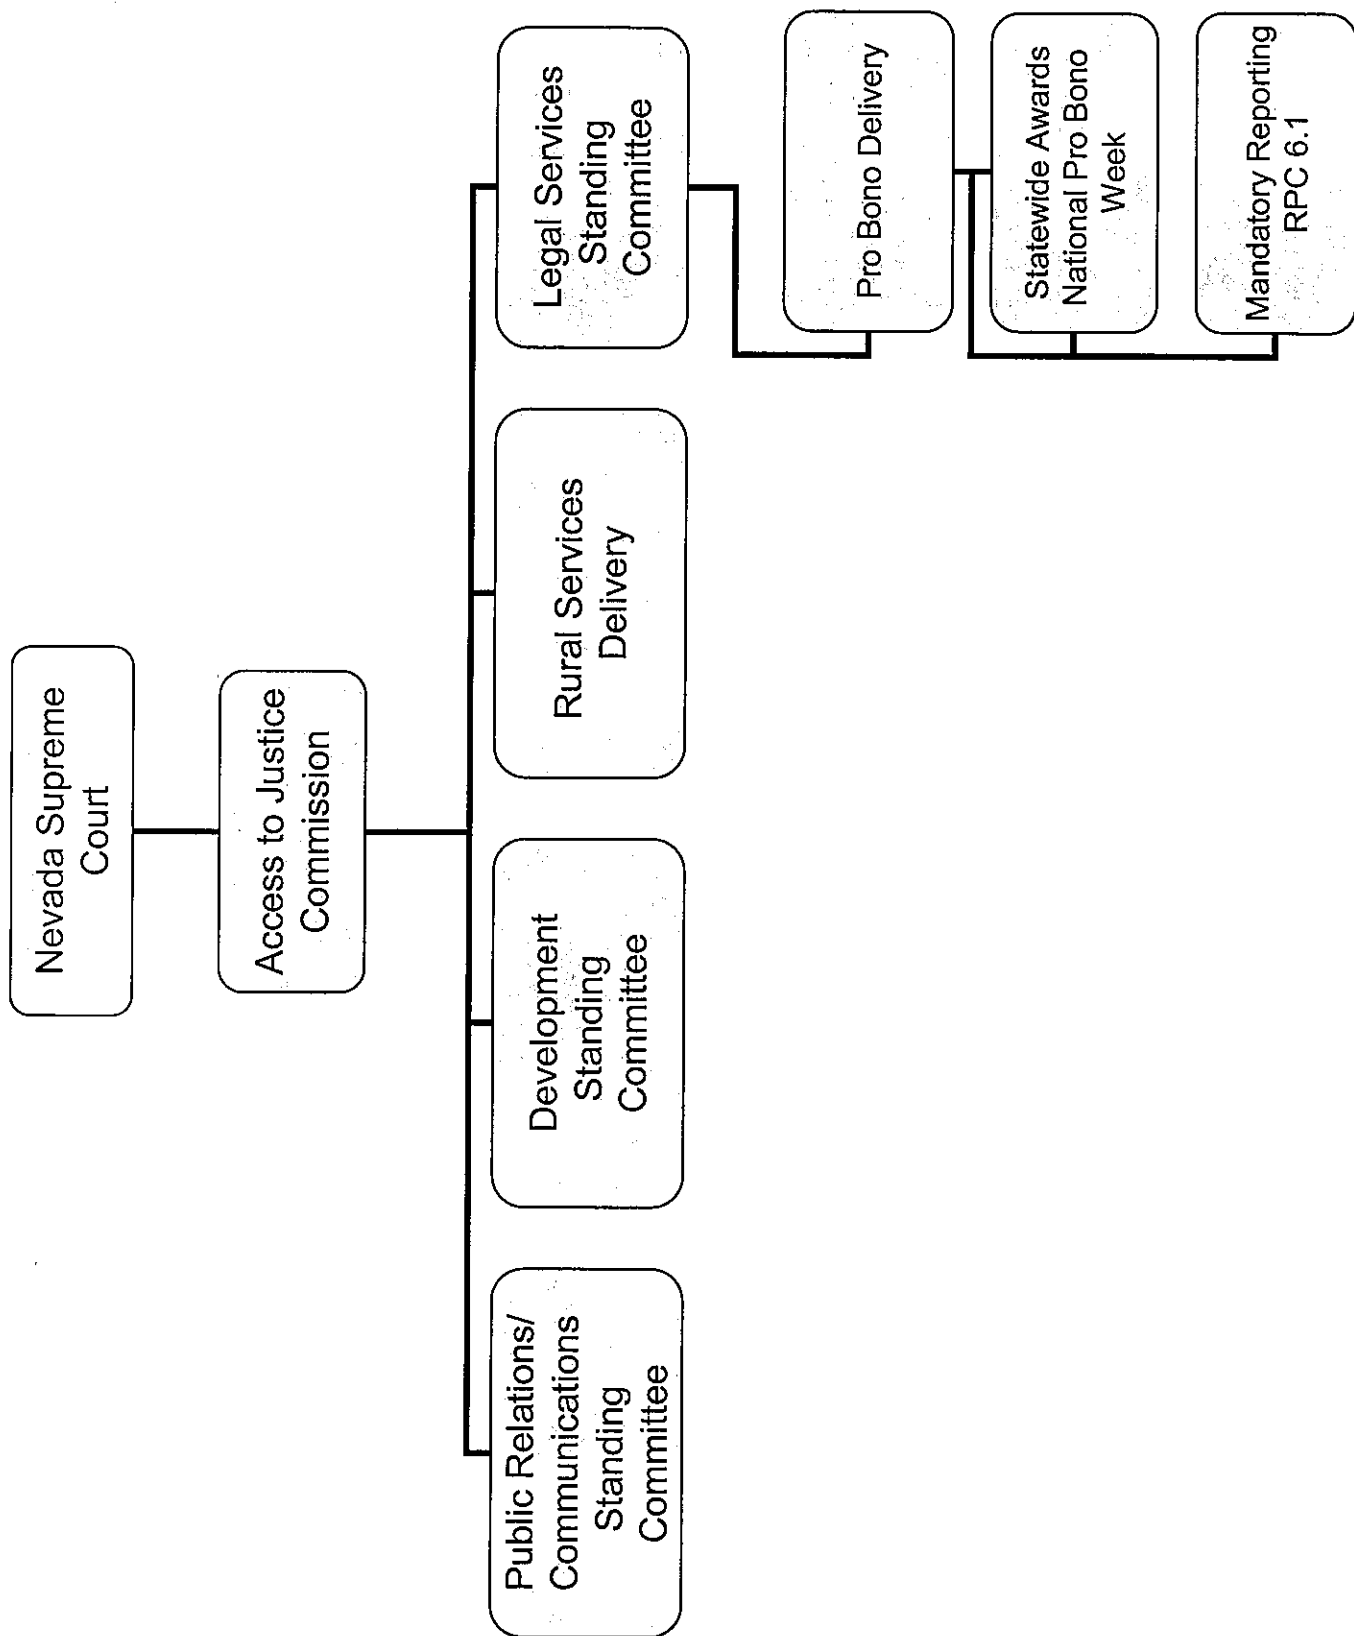 Nevada Supreme
Court
Access to Justice
Commission
Public Relations/
Communications
Standing
Committee
Development
Standing
Committee
Rural Services
Delivery
Legal Services
Standing
Committee
Pro Bono Delivery
Statewide Awards
National Pro Bono
Week
Mandatory Reporting
RPC 6.1